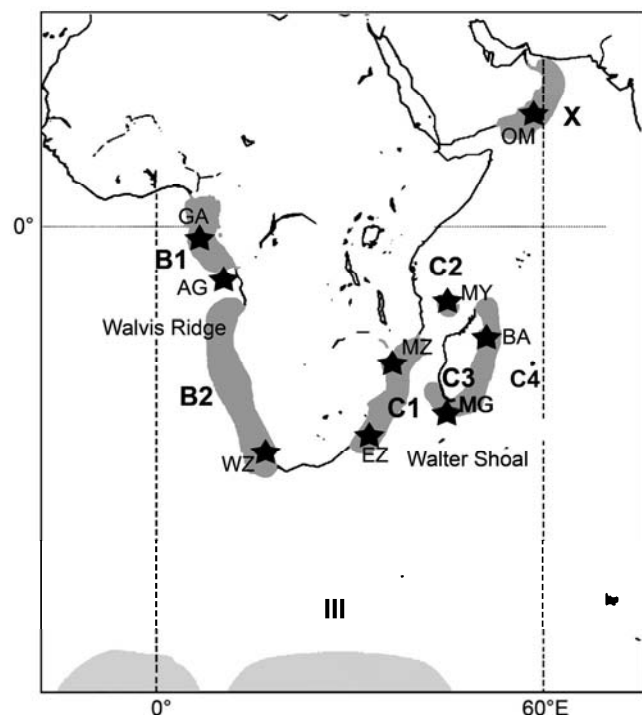 OM
X
0°
GA
B1
AG
C2
MY
Walvis Ridge
MZ
BA
B2
C3
C4
C1
MG
WZ
EZ
Walter Shoal
III
0°
60°E